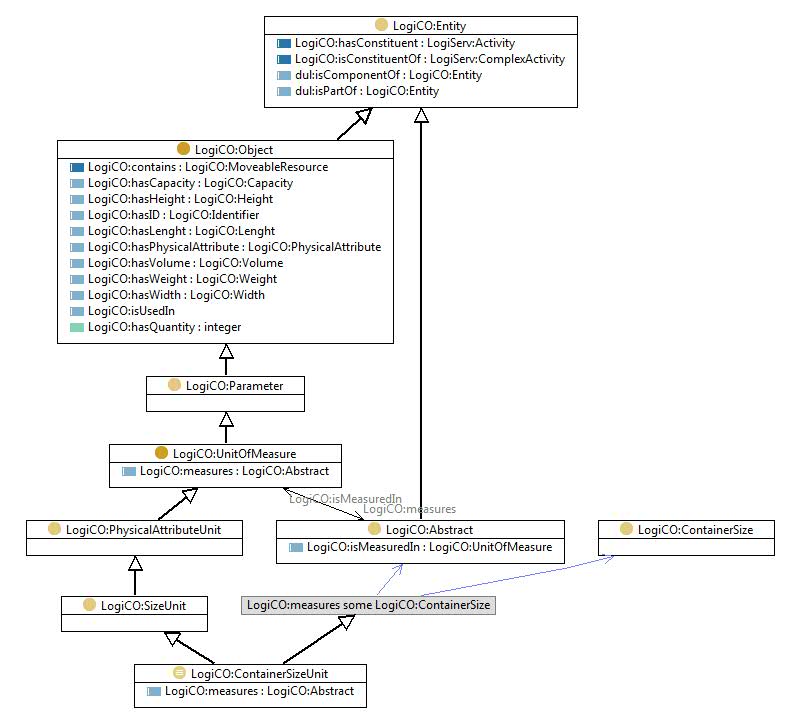 LogiCO:Entity
LogiCO:hasConstituent : LogiServ:Activity
LogiCO:isConstituentOf : LogiServ:ComplexActivity
dul:isComponentOf : LogiCO:Entity
dul:isPartOf : LogiCO:Entity
LogiCO:Object
LogiCO:contains : LogiCO:MoveableResource
LogiCO:hasCapacity : LogiCO:Capacity
LogiCO:hasHeight : LogiCO:Height
LogiCO:hasID : LogiCO:Identifier
LogiCO:hasLenght : LogiCO:Lenght
LogiCO:hasPhysicalAttribute : LogiCO:PhysicalAttribute
LogiCO:hasVolume : LogiCO:Volume
LogiCO:hasWeight : LogiCO:Weight
LogiCO:hasWidth : LogiCO:Width
LogiCO:isUsedIn
LogiCO:hasQuantity : integer
LogiCO:Parameter
LogiCO:UnitOfMeasure
LogiCO:measures : LogiCO:Abstract
LogiCO:isMeasuredIn
LogiCO:measures
LogiCO:PhysicalAttributeUnit
LogiCO:Abstract
LogiCO:isMeasuredIn : LogiCO:UnitOfMeasure
LogiCO:ContainerSize
LogiCO:SizeUnit
LogiCO:measures some LogiCO:ContainerSize
LogiCO:ContainerSizeUnit
LogiCO:measures : LogiCO:Abstract